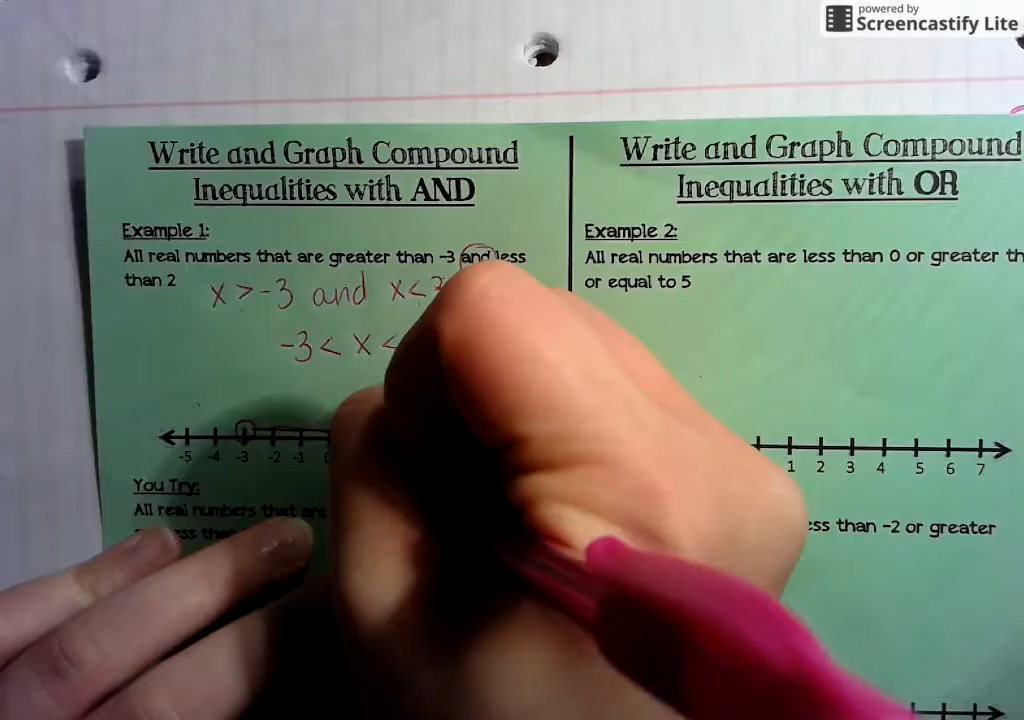 powered by
Screencastify Lite
Write and Graph Compound
Inequalities with AND
Example 1:
All real numbers that are greater than -3 and less
than 2
x > -3 and x <
-3 < x <
-5 -4 -3 -2 -1
You Try:
All real numbers that are
Write and Graph Compound
Inequalities with OR
Example 2:
All real numbers that are less than 0 or greater
or equal to 5
1 2 3 4 5 6 7
than -2 or greater